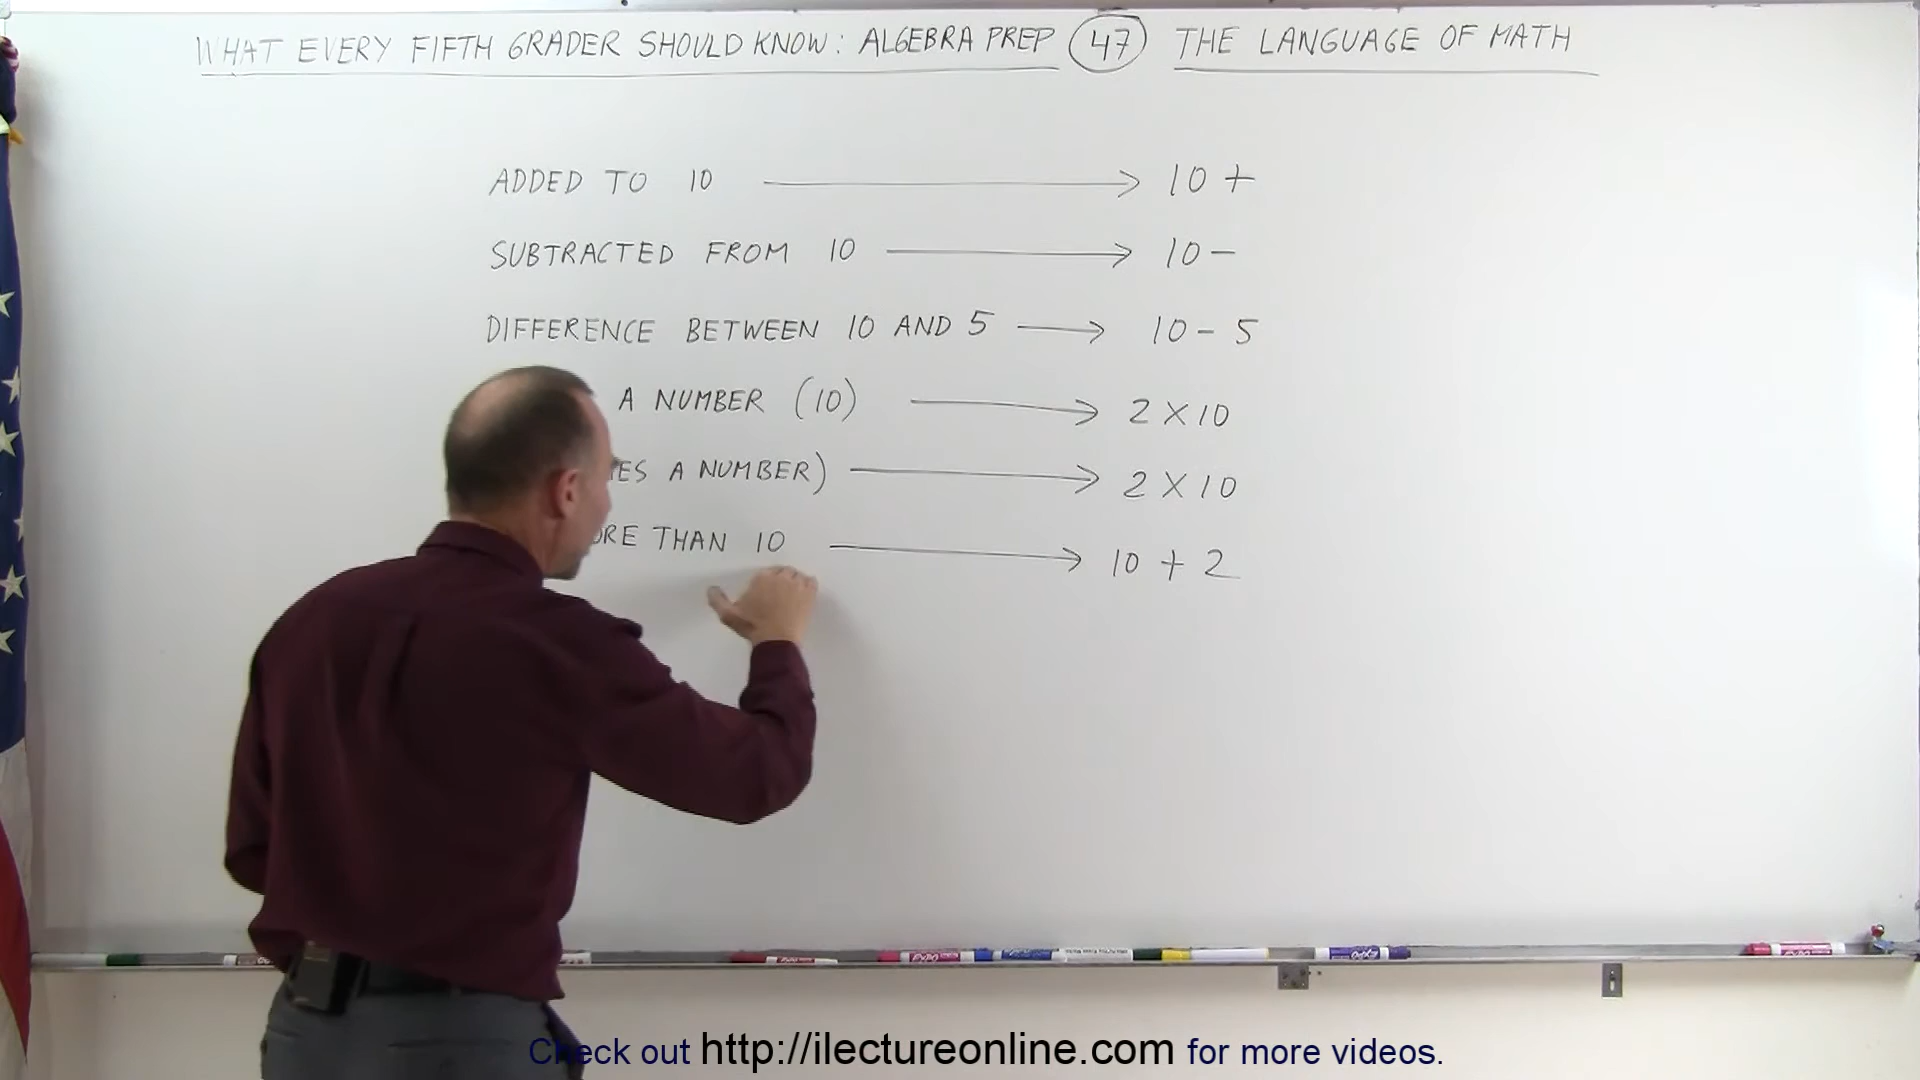 WHAT EVERY FIFTH GRADER SHOULD KNOW: ALGEBRA PREP 47 THE LANGUAGE OF MATH
ADDED TO 10 → 10 +
SUBTRACTED FROM 10 → 10 -
DIFFERENCE BETWEEN 10 AND 5 → 10 - 5
A NUMBER (10) → 2 X 10
A NUMBER) → 2 X 10
THAN 10 → 10 + 2
Check out http://ilectureonline.com for more videos.